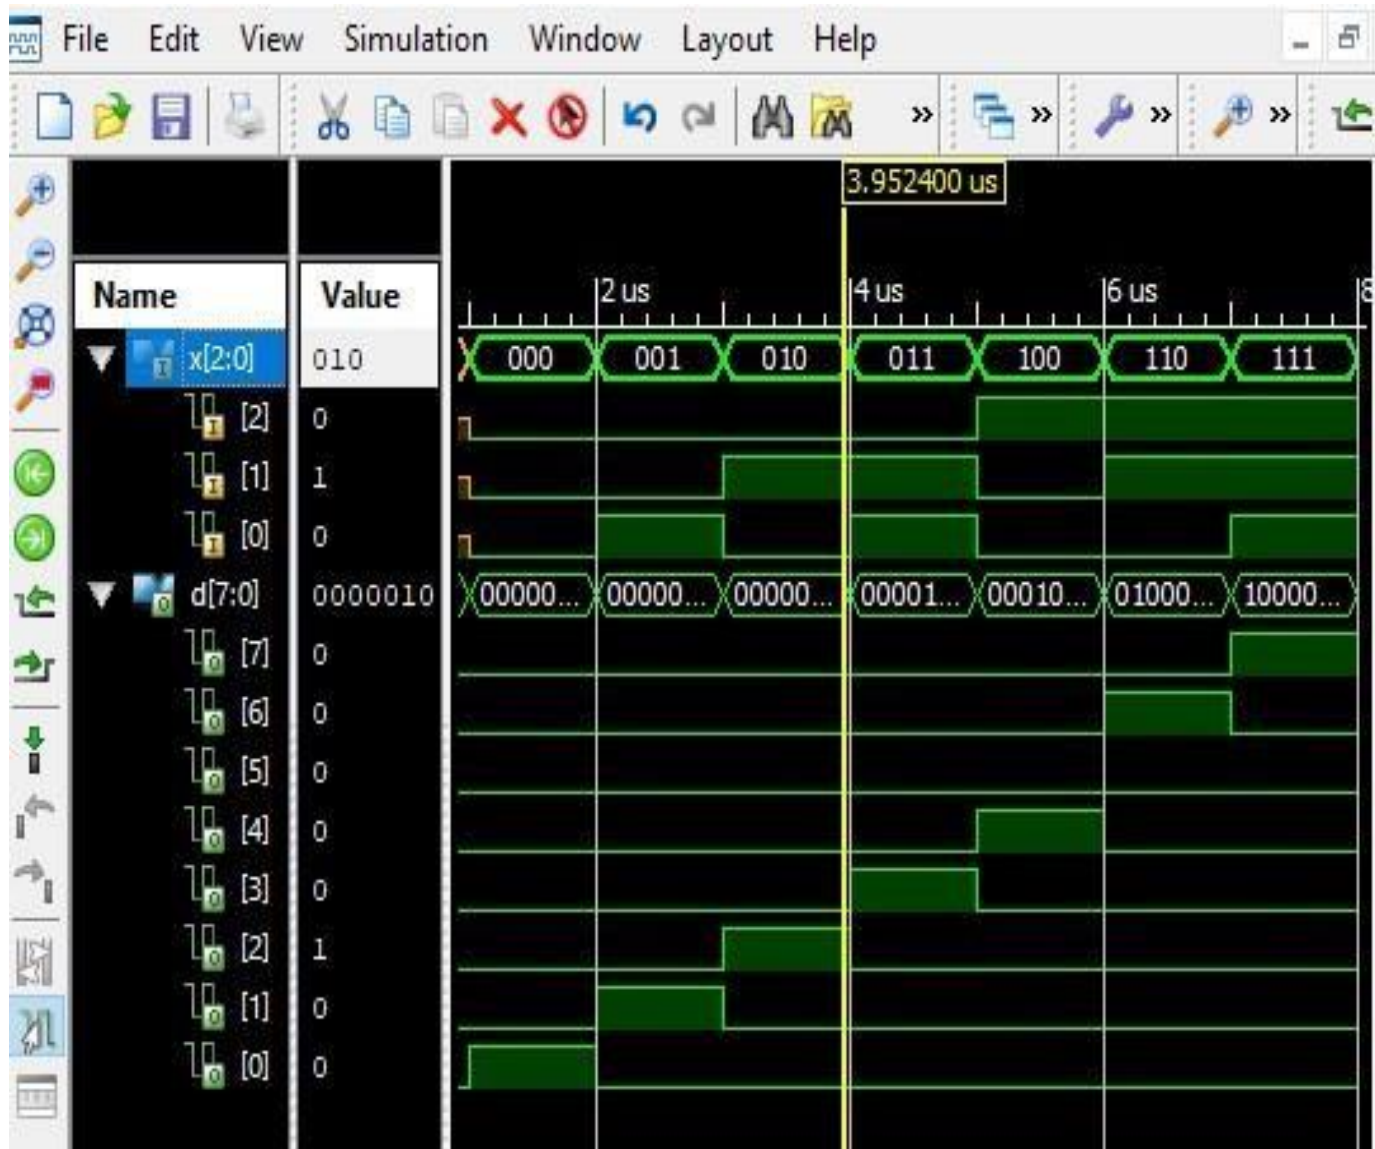 File Edit View Simulation Window Layout Help
» » » »
3.952400 us
Name Value 2 us 4 us 6 us 8
x[2:0] 010 000 001 010 011 100 110 111
[2] 0
[1] 1
[0] 0
d[7:0] 0000010 00000... 00000... 00000... 00001... 00010... 01000... 10000...
[7] 0
[6] 0
[5] 0
[4] 0
[3] 0
[2] 1
[1] 0
[0] 0